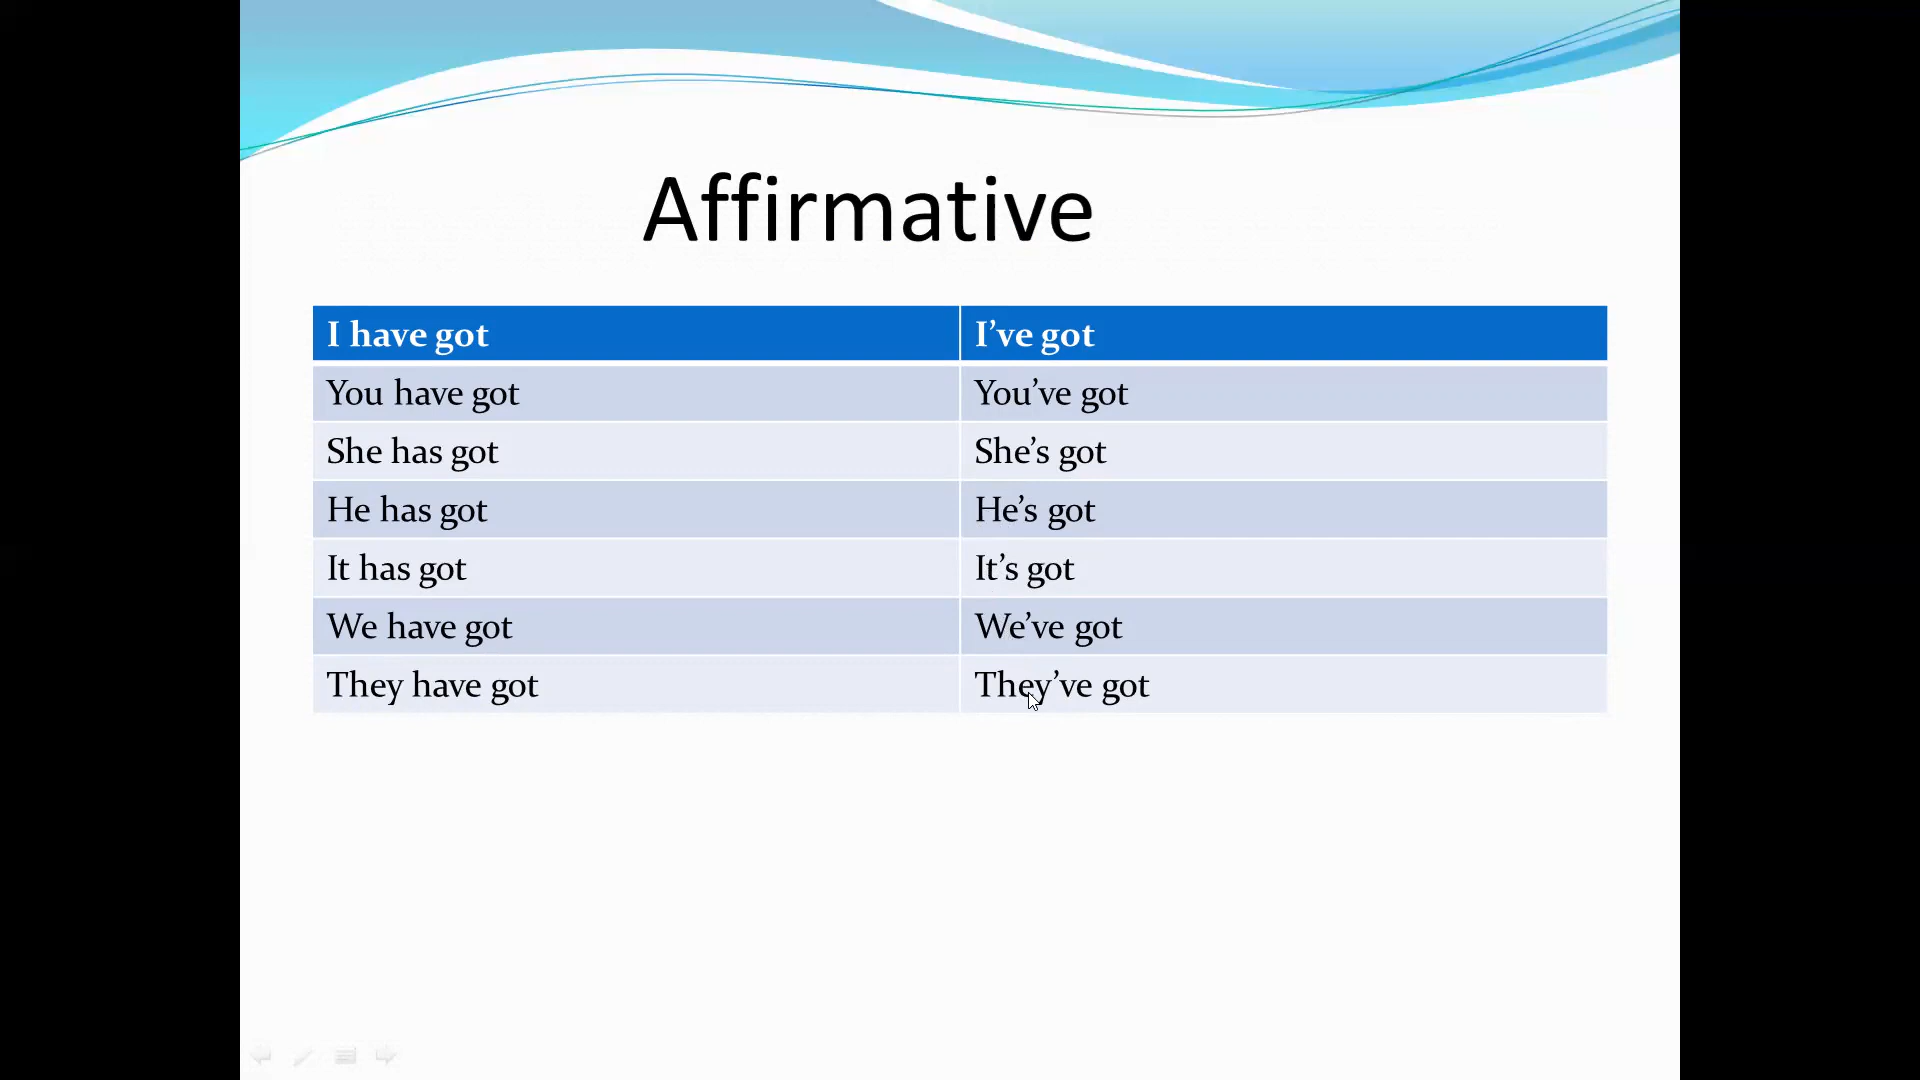 Affirmative
I have got I’ve got
You have got You’ve got
She has got She’s got
He has got He’s got
It has got It’s got
We have got We’ve got
They have got They’ve got